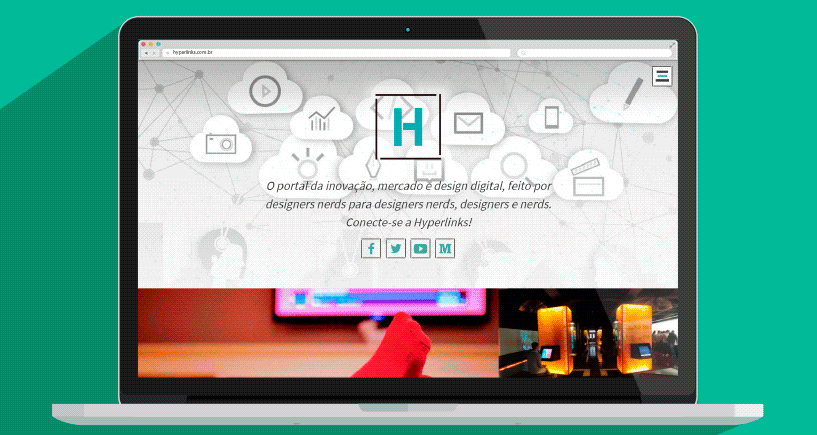 hyperlinks.com.br
H
O portal da inovação, mercado e design digital, feito por
designers nerds para designers nerds, designers e nerds.
Conecte-se a Hyperlinks!
f
M